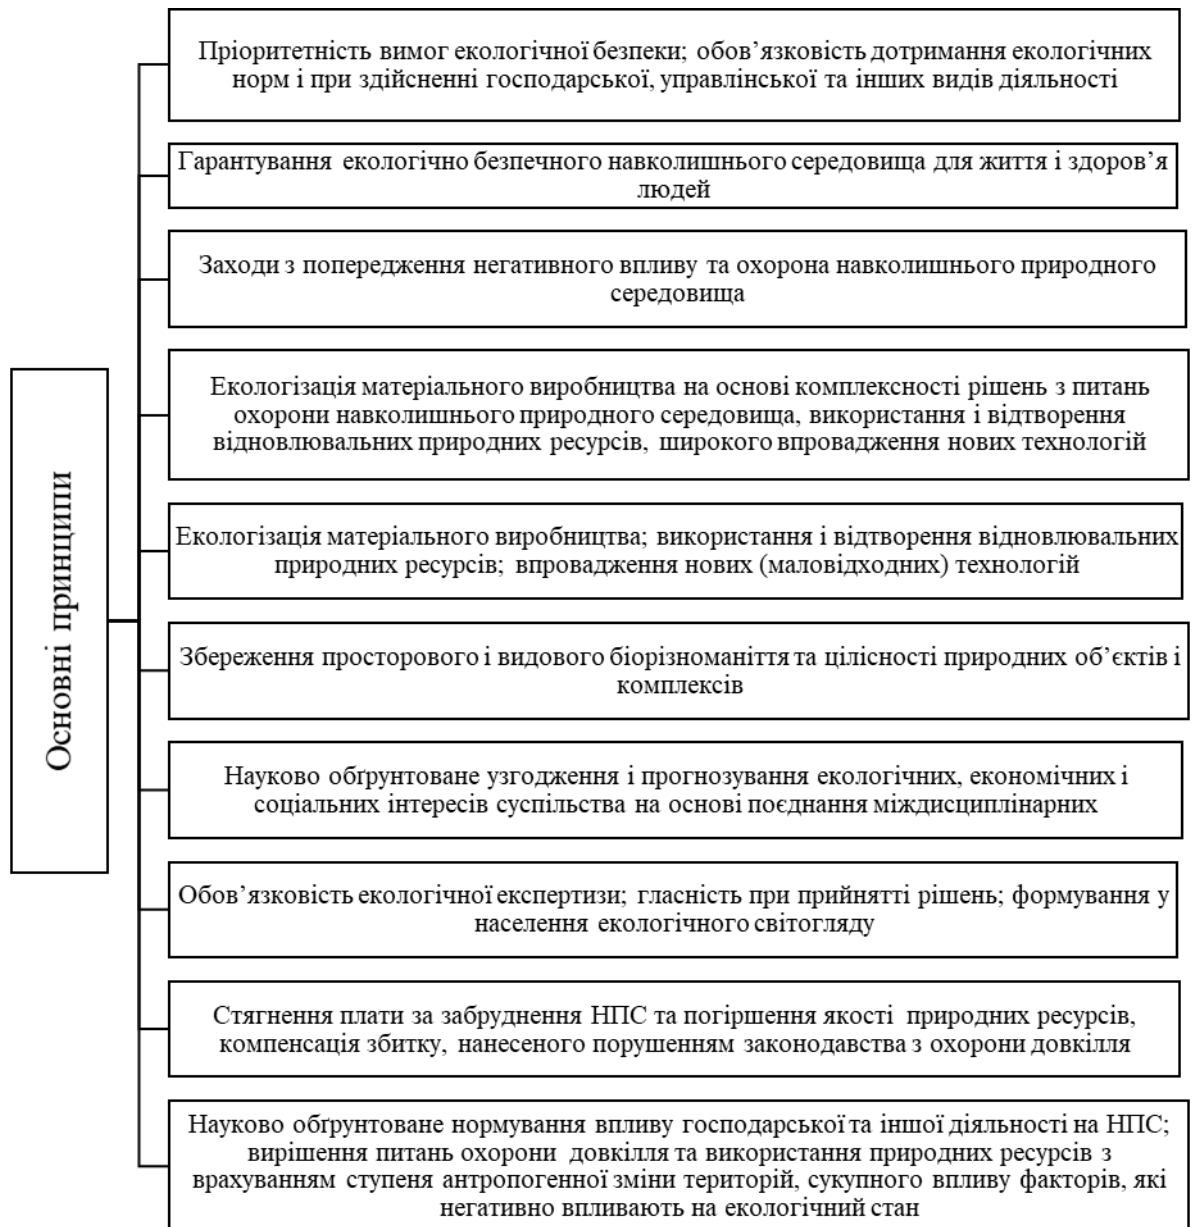 Пріоритетність вимог екологічної безпеки; обов’язковість дотримання екологічних
норм і при здійсненні господарської, управлінської та інших видів діяльності
Гарантування екологічно безпечного навколишнього середовища для життя і здоров’я
людей
Заходи з попередження негативного впливу та охорона навколишнього природного
середовища
Екологізація матеріального виробництва на основі комплексності рішень з питань
охорони навколишнього природного середовища, використання і відтворення
відновлювальних природних ресурсів, широкого впровадження нових технологій
Основні принципи
Екологізація матеріального виробництва; використання і відтворення відновлювальних
природних ресурсів; впровадження нових (маловідходних) технологій
Збереження просторового і видового біорізноманіття та цілісності природних об’єктів і
комплексів
Науково обґрунтоване узгодження і прогнозування екологічних, економічних і
соціальних інтересів суспільства на основі поєднання міждисциплінарних
Обов’язковість екологічної експертизи; гласність при прийнятті рішень; формування у
населення екологічного світогляду
Стягнення плати за забруднення НПС та погіршення якості природних ресурсів,
компенсація збитку, нанесеного порушенням законодавства з охорони довкілля
Науково обґрунтоване нормування впливу господарської та іншої діяльності на НПС;
вирішення питань охорони довкілля та використання природних ресурсів з
врахуванням ступеня антропогенної зміни територій, сукупного впливу факторів, які
негативно впливають на екологічний стан